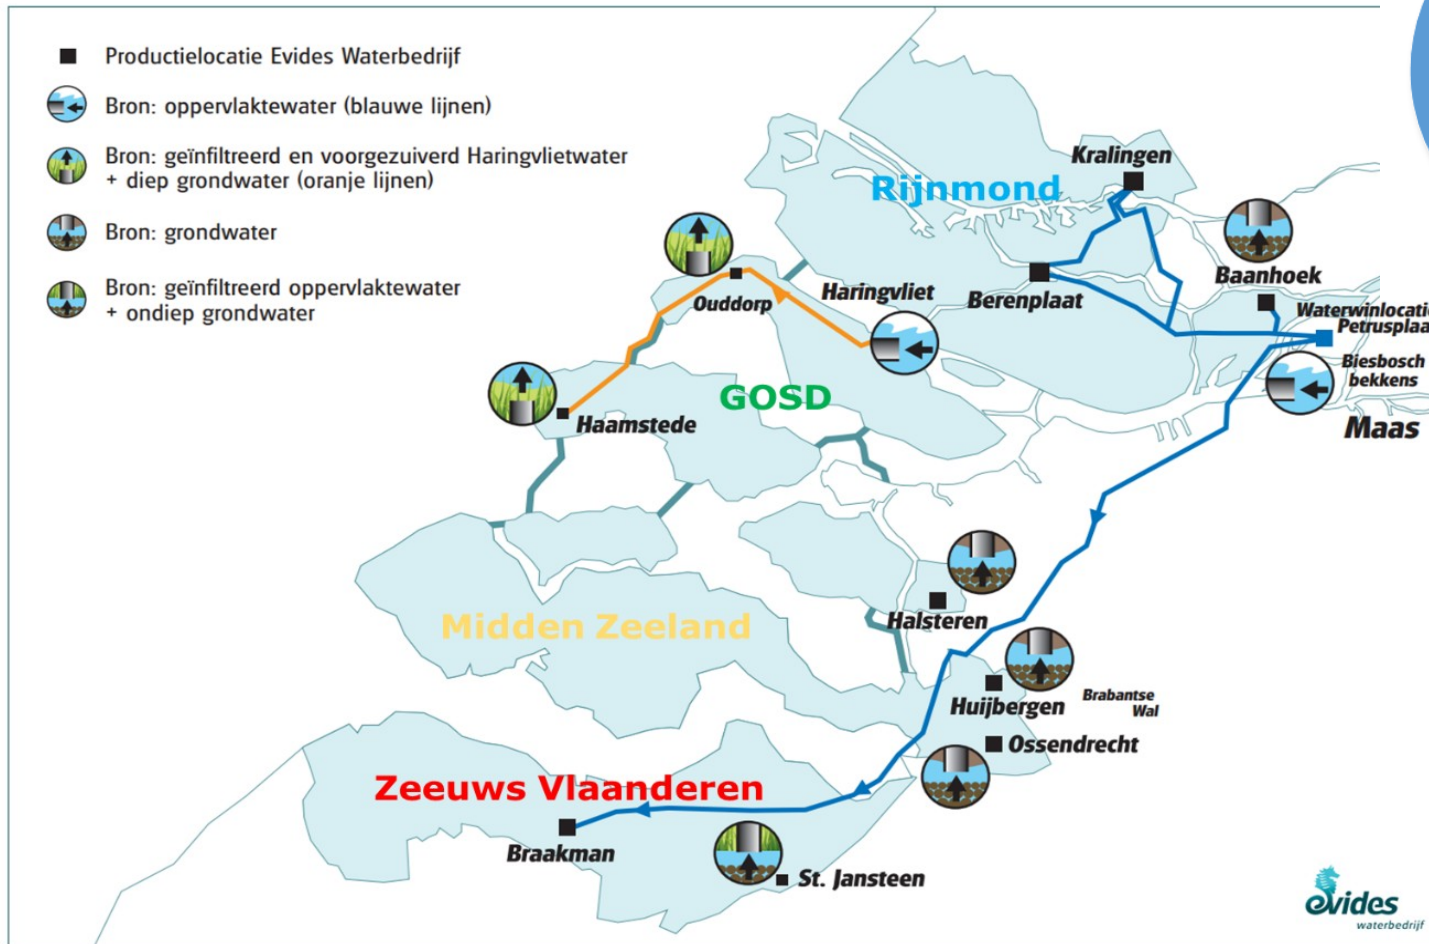 Productielocatie Evides Waterbedrijf
Bron: oppervlaktewater (blauwe lijnen)
Bron: geïnfiltreerd en voorgezuiverd Haringvlietwater
+ diep grondwater (oranje lijnen)
Bron: grondwater
Bron: geïnfiltreerd oppervlaktewater
+ ondiep grondwater
Kralingen
Rijnmond
Baanhoek
Haringvliet
Berenplaat
Ouddorp
Waterwinlocatie
Petrusplaa
Biesbosch
bekkens
GOSD
Haamstede
Maas
Halsteren
Midden Zeeland
Huijbergen
Brabantse
Wal
Ossendrecht
Zeeuws Vlaanderen
Braakman
St. Jansteen
evides
waterbedrijf